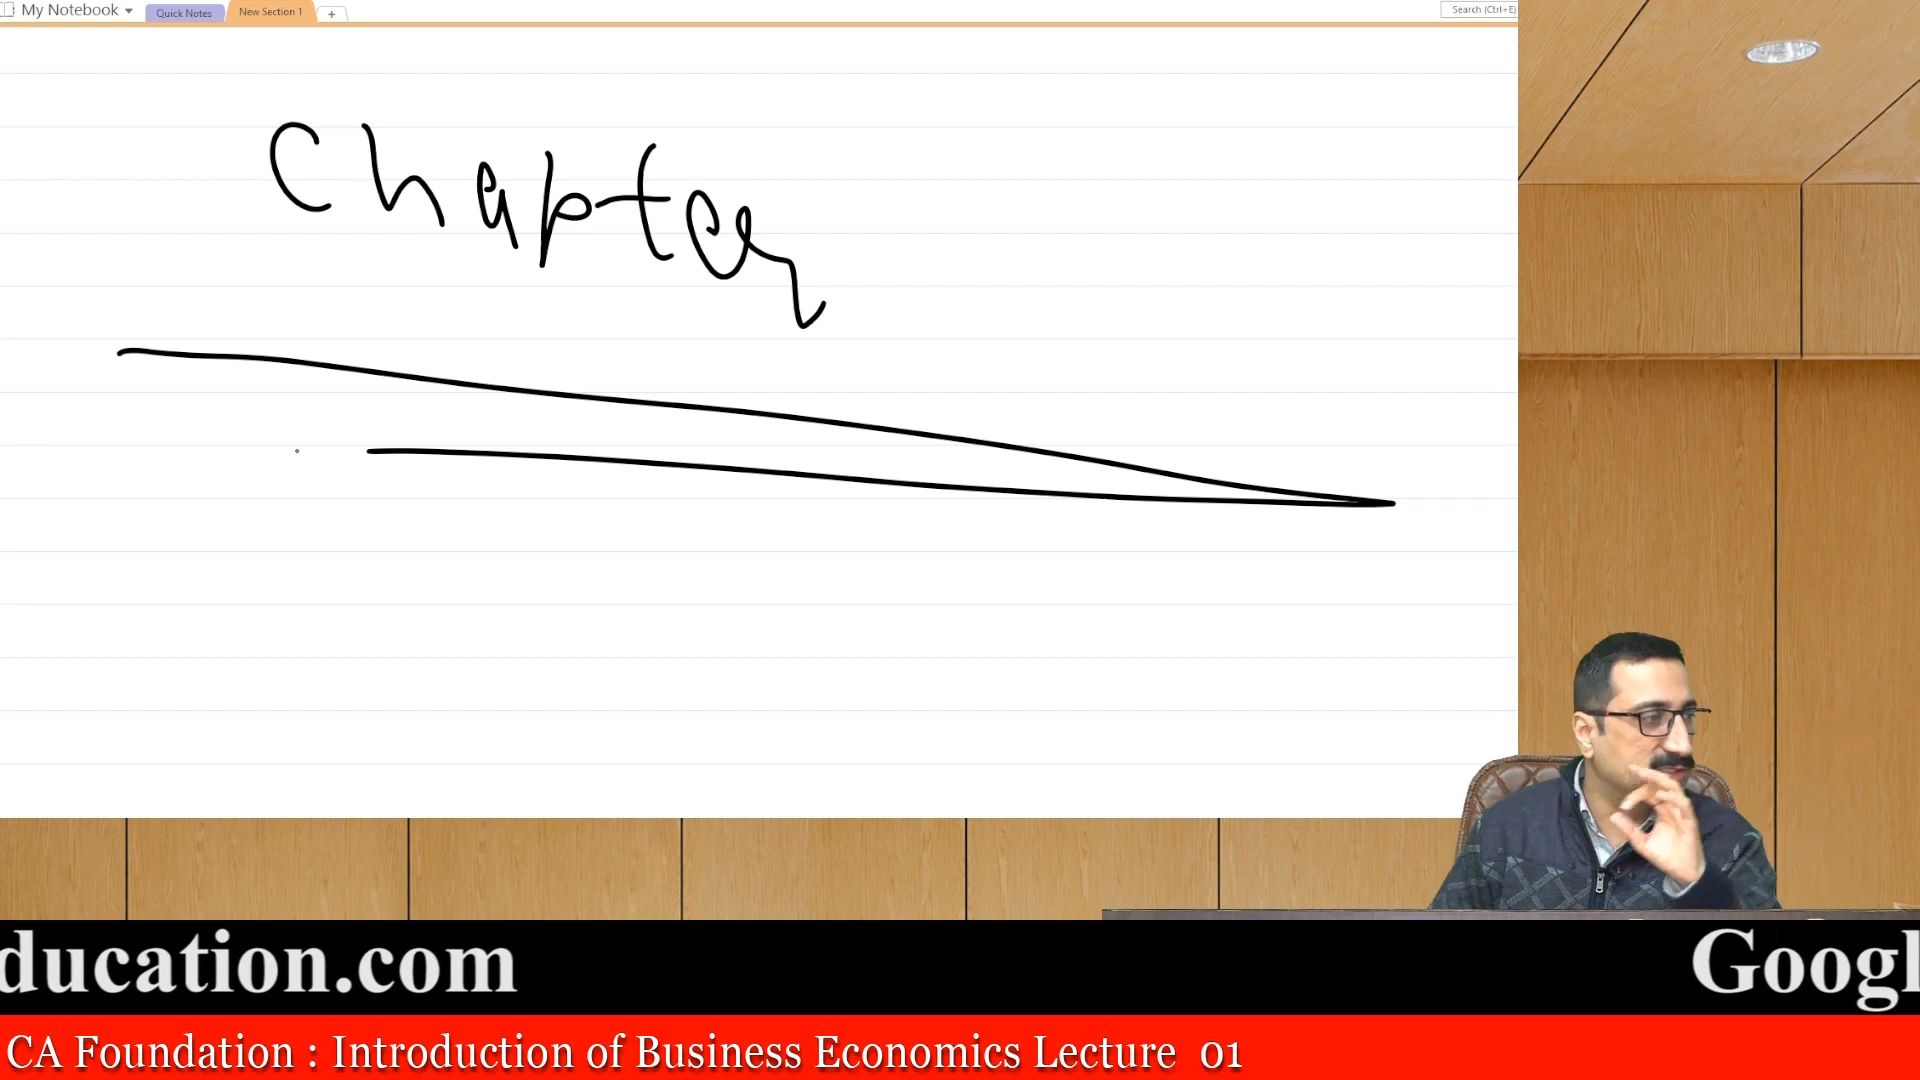 My Notebook Quick Notes New Section 1 + Search (Ctrl+E)
Chapter
ducation.com Googl
CA Foundation : Introduction of Business Economics Lecture 01